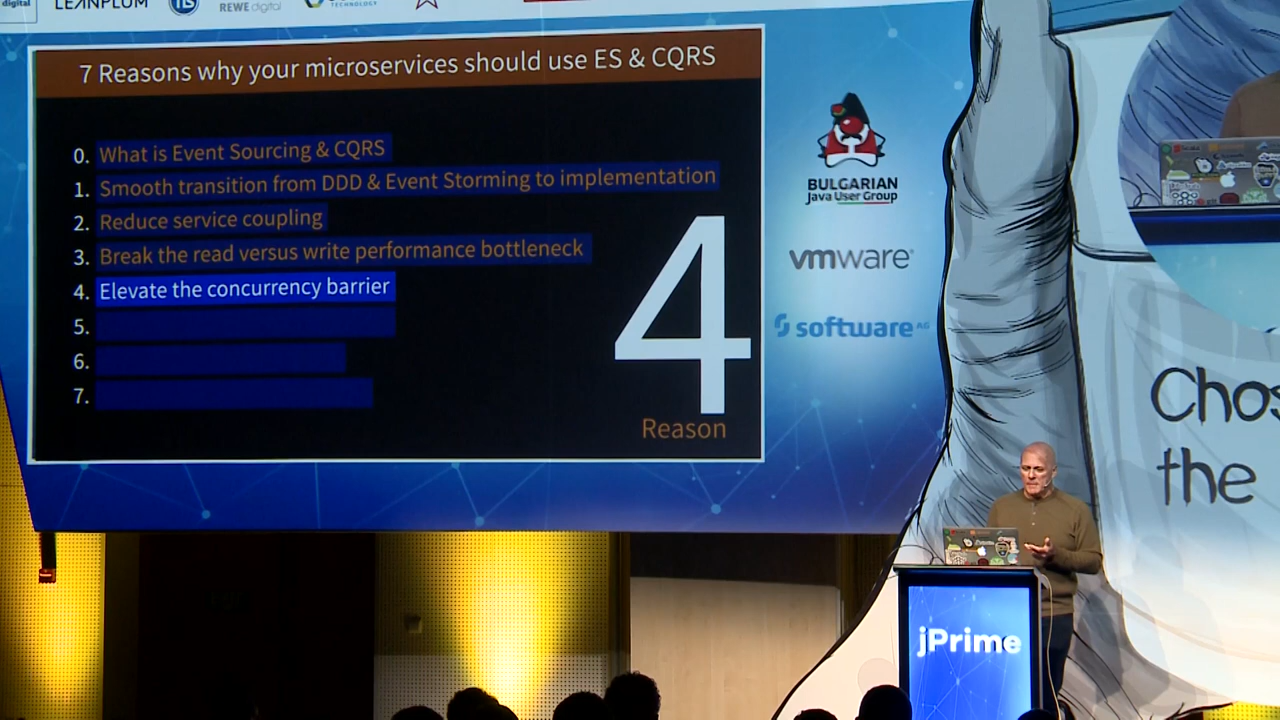 digital
LEANPLUM
REWE digital
TECHNOLOGY
7 Reasons why your microservices should use ES & CQRS
0. What is Event Sourcing & CQRS
1. Smooth transition from DDD & Event Storming to implementation
2. Reduce service coupling
3. Break the read versus write performance bottleneck
4. Elevate the concurrency barrier
5.
6.
7.
4
Reason
BULGARIAN
Java User Group
vmware
software AG
the
jPrime